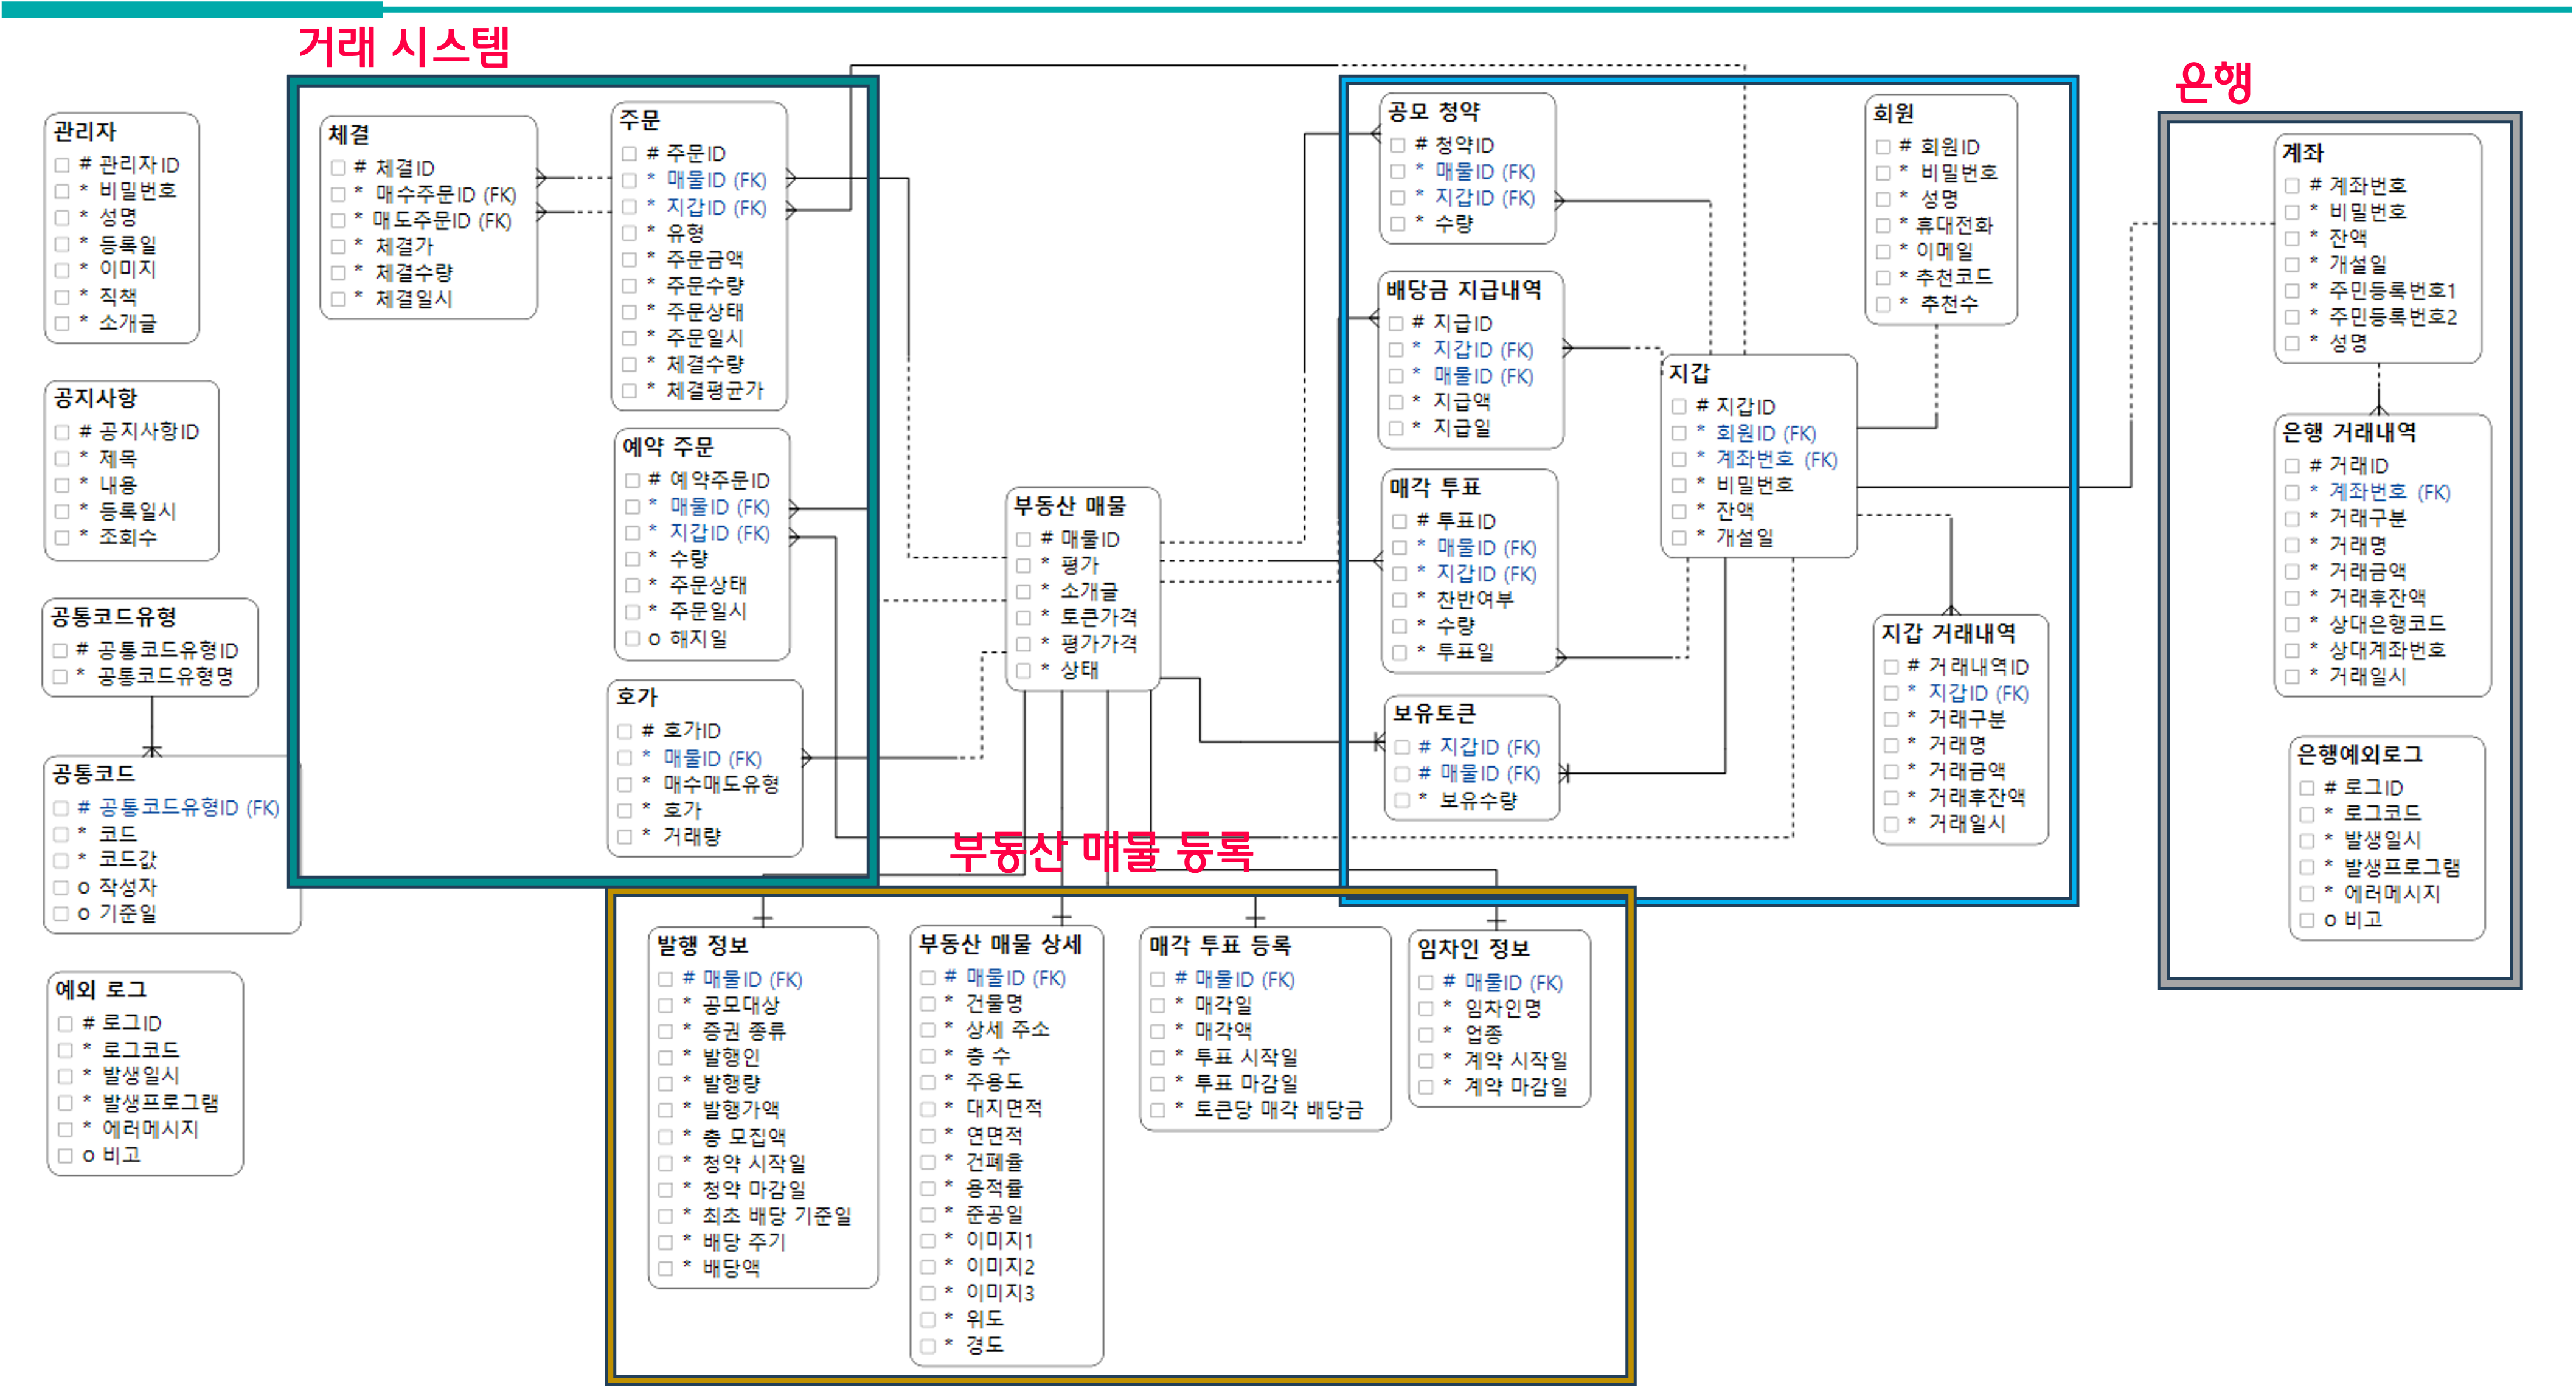 거래 시스템
은행
부동산 매물 등록
관리자
# 관리자ID
* 비밀번호
* 성명
* 등록일
* 이미지
* 직책
* 소개글
공지사항
# 공지사항ID
* 제목
* 내용
* 등록일시
* 조회수
공통코드유형
# 공통코드유형ID
* 공통코드유형명
공통코드
# 공통코드유형ID (FK)
* 코드
* 코드값
o 작성자
o 기준일
예외 로그
# 로그ID
* 로그코드
* 발생일시
* 발생프로그램
* 에러메시지
o 비고
체결
# 체결ID
* 매수주문ID (FK)
* 매도주문ID (FK)
* 체결가
* 체결수량
* 체결일시
주문
# 주문ID
* 매물ID (FK)
* 지갑ID (FK)
* 유형
* 주문금액
* 주문수량
* 주문상태
* 주문일시
* 체결수량
* 체결평균가
예약 주문
# 예약주문ID
* 매물ID (FK)
* 지갑ID (FK)
* 수량
* 주문상태
* 주문일시
o 해지일
호가
# 호가ID
* 매물ID (FK)
* 매수매도유형
* 호가
* 거래량
부동산 매물
# 매물ID
* 평가
* 소개글
* 토큰가격
* 평가가격
* 상태
공모 청약
# 청약ID
* 매물ID (FK)
* 지갑ID (FK)
* 수량
배당금 지급내역
# 지급ID
* 지갑ID (FK)
* 매물ID (FK)
* 지급액
* 지급일
매각 투표
# 투표ID
* 매물ID (FK)
* 지갑ID (FK)
* 찬반여부
* 수량
* 투표일
보유토큰
# 지갑ID (FK)
# 매물ID (FK)
* 보유수량
회원
# 회원ID
* 비밀번호
* 성명
* 휴대전화
* 이메일
* 추천코드
* 추천수
지갑
# 지갑ID
* 회원ID (FK)
* 계좌번호 (FK)
* 비밀번호
* 잔액
* 개설일
지갑 거래내역
# 거래내역ID
* 지갑ID (FK)
* 거래구분
* 거래명
* 거래금액
* 거래후잔액
* 거래일시
계좌
# 계좌번호
* 비밀번호
* 잔액
* 개설일
* 주민등록번호1
* 주민등록번호2
* 성명
은행 거래내역
# 거래ID
* 계좌번호 (FK)
* 거래구분
* 거래명
* 거래금액
* 거래후잔액
* 상대은행코드
* 상대계좌번호
* 거래일시
은행예외로그
# 로그ID
* 로그코드
* 발생일시
* 발생프로그램
* 에러메시지
o 비고
발행 정보
# 매물ID (FK)
* 공모대상
* 증권 종류
* 발행인
* 발행량
* 발행가액
* 총 모집액
* 청약 시작일
* 청약 마감일
* 최초 배당 기준일
* 배당 주기
* 배당액
부동산 매물 상세
# 매물ID (FK)
* 건물명
* 상세 주소
* 층 수
* 주용도
* 대지면적
* 연면적
* 건폐율
* 용적률
* 준공일
* 이미지1
* 이미지2
* 이미지3
* 위도
* 경도
매각 투표 등록
# 매물ID (FK)
* 매각일
* 매각액
* 투표 시작일
* 투표 마감일
* 토큰당 매각 배당금
임차인 정보
# 매물ID (FK)
* 임차인명
* 업종
* 계약 시작일
* 계약 마감일